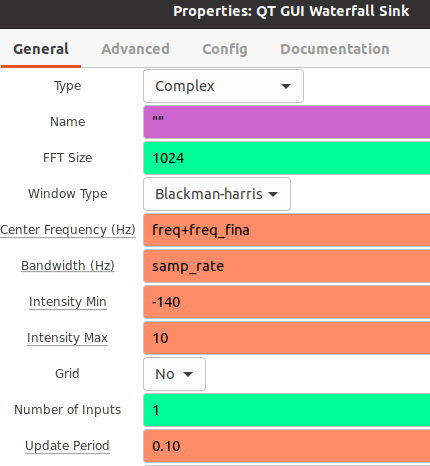 Properties: QT GUI Waterfall Sink
General Advanced Config Documentation
Type Complex
Name ""
FFT Size 1024
Window Type Blackman-harris
Center Frequency (Hz) freq+freq_fina
Bandwidth (Hz) samp_rate
Intensity Min -140
Intensity Max 10
Grid No
Number of Inputs 1
Update Period 0.10